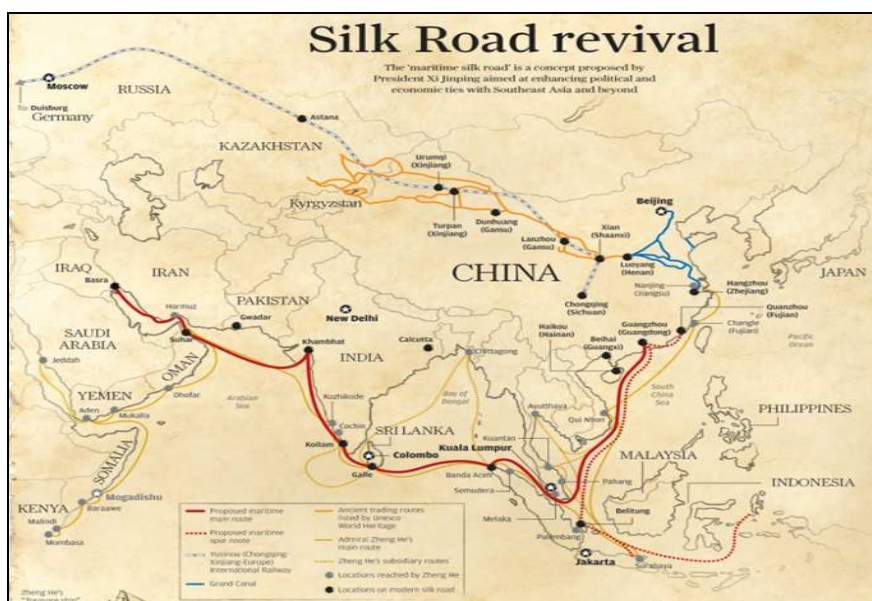 Silk Road revival
The 'maritime silk road' is a concept proposed by
President Xi Jinping aimed at enhancing political and
economic ties with Southeast Asia and beyond
Moscow
To Duisburg
Germany
RUSSIA
Astana
KAZAKHSTAN
Urumqi
(Xinjiang)
Kyrgyzstan
Turpan
(Xinjiang)
Dunhuang
(Gansu)
Lanzhou
(Gansu)
Xian
(Shaanxi)
Beijing
Luoyang
(Henan)
CHINA
Chongqing
(Sichuan)
Nanjing
(Jiangsu)
Hangzhou
(Zhejiang)
JAPAN
Quanzhou
(Fujian)
Changle
(Fujian)
Pacific
Ocean
IRAQ
IRAN
Basra
Hormuz
PAKISTAN
Gwadar
New Delhi
Suhar
Khambhat
INDIA
Calcutta
Chittagong
Haikou
(Hainan)
Beihai
(Guangxi)
Guangzhou
(Guangdong)
SAUDI
ARABIA
Jeddah
OMAN
YEMEN
Dhofar
Aden
Mukalla
Arabian
Sea
Kozhikode
Cochin
Kollam
SRI LANKA
Colombo
Galle
Bay of
Bengal
Ayutthaya
Qui Nhon
South
China Sea
PHILIPPINES
Kuantan
Kuala Lumpur
MALAYSIA
Banda Aceh
Semudera
Pahang
Melaka
INDONESIA
Belitung
Palembang
Jakarta
Surabaya
SOMALIA
Mogadishu
KENYA
Barzawe
Malindi
Mombasa
Proposed maritime
main route
Proposed maritime
spur route
Yuxinou (Chongqing-
Xinjiang-Europe)
International Railway
Grand Canal
Ancient trading routes
listed by Unesco
World Heritage
Admiral Zheng He's
main route
Zheng He's subsidiary routes
Locations reached by Zheng He
Locations on modern silk road
Zheng He's